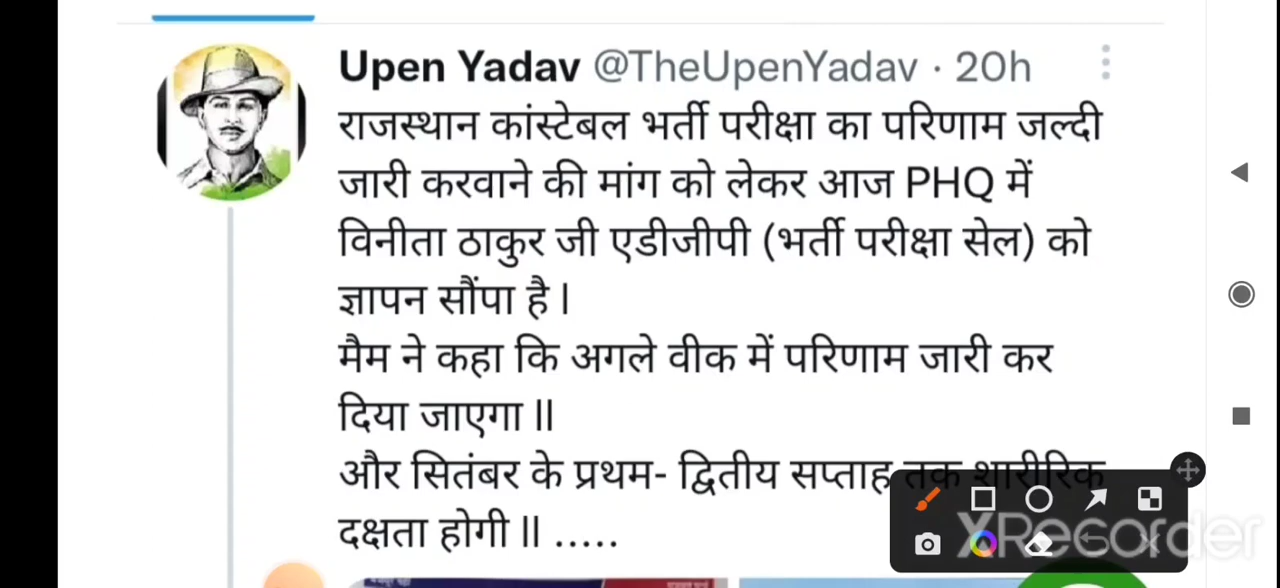 Upen Yadav @TheUpenYadav · 20h
राजस्थान कांस्टेबल भर्ती परीक्षा का परिणाम जल्दी
जारी करवाने की मांग को लेकर आज PHQ में
विनीता ठाकुर जी एडीजीपी (भर्ती परीक्षा सेल) को
ज्ञापन सौंपा है।
मैम ने कहा कि अगले वीक में परिणाम जारी कर
दिया जाएगा ॥
और सितंबर के प्रथम- द्वितीय सप्ताह तक शारीरिक
दक्षता होगी ॥ .....
XRecorder